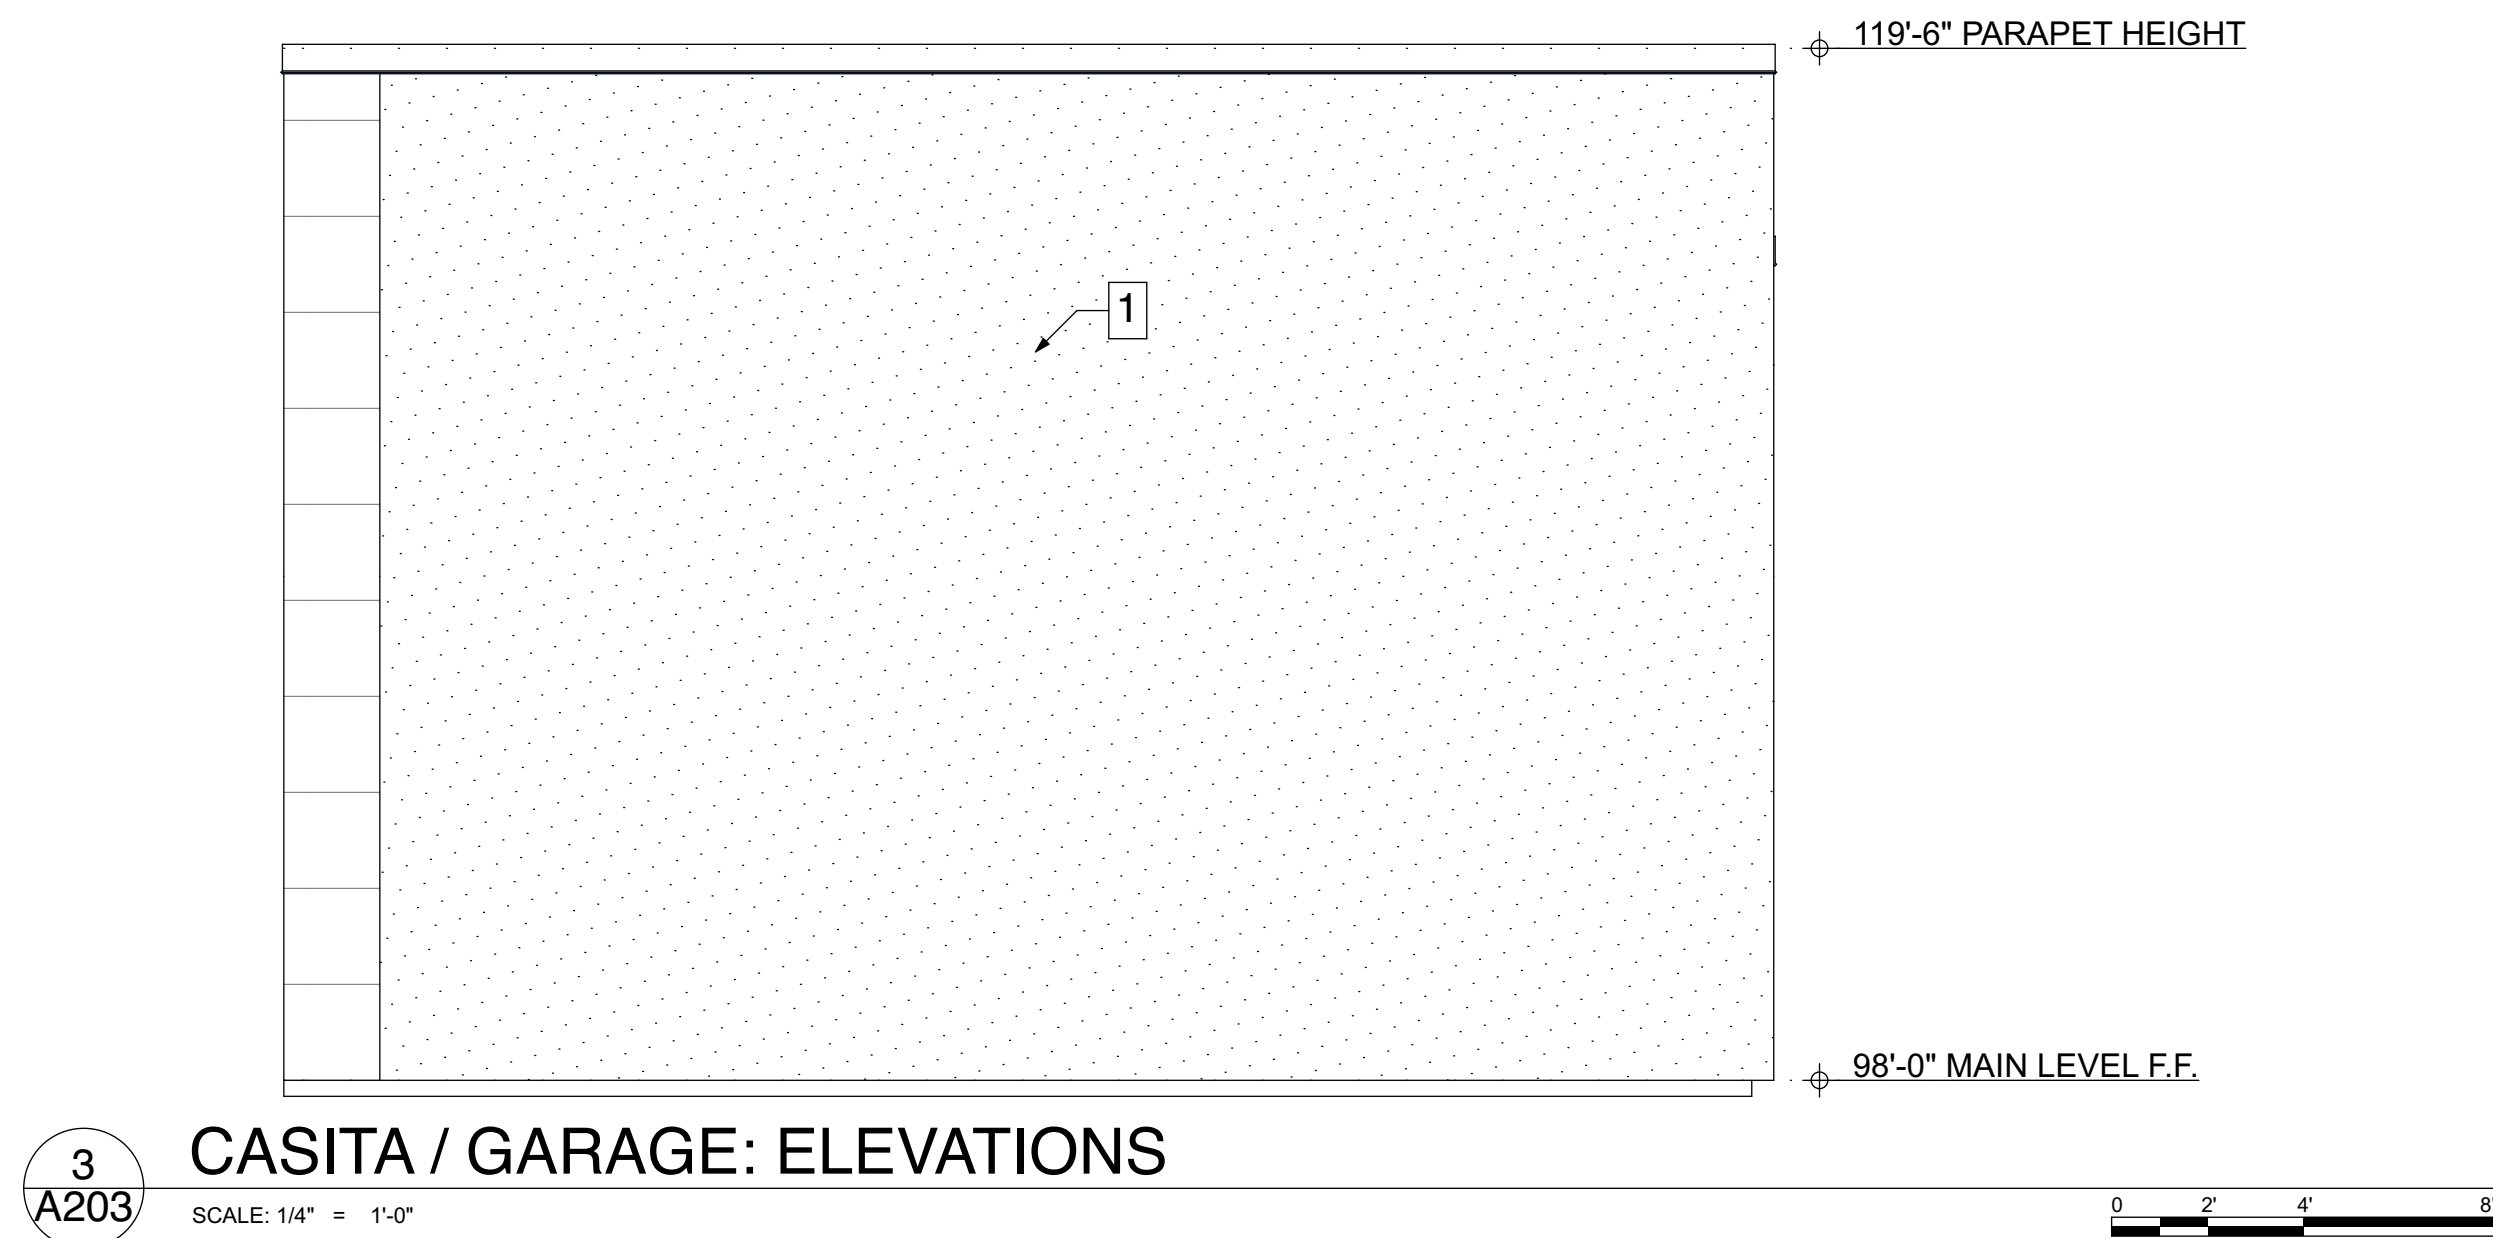 119'-6" PARAPET HEIGHT
1
98'-0" MAIN LEVEL F.F.
3
A203
CASITA / GARAGE: ELEVATIONS
SCALE: 1/4" = 1'-0"
0 2' 4' 8'